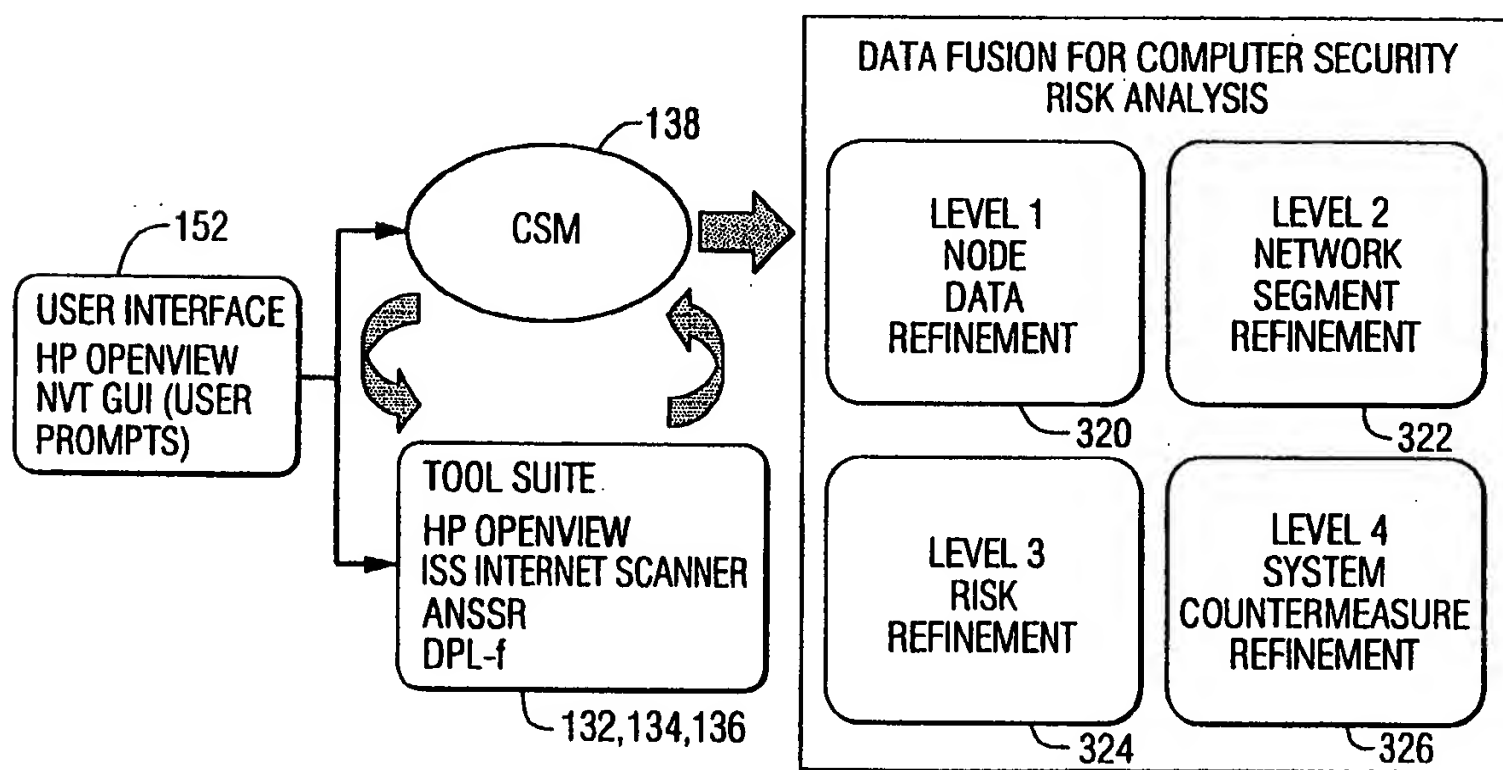 152
USER INTERFACE
HP OPENVIEW
NVT GUI (USER
PROMPTS)
138
CSM
TOOL SUITE
HP OPENVIEW
ISS INTERNET SCANNER
ANSSR
DPL-f
132,134,136
DATA FUSION FOR COMPUTER SECURITY
RISK ANALYSIS
LEVEL 1
NODE
DATA
REFINEMENT
320
LEVEL 2
NETWORK
SEGMENT
REFINEMENT
322
LEVEL 3
RISK
REFINEMENT
324
LEVEL 4
SYSTEM
COUNTERMEASURE
REFINEMENT
326